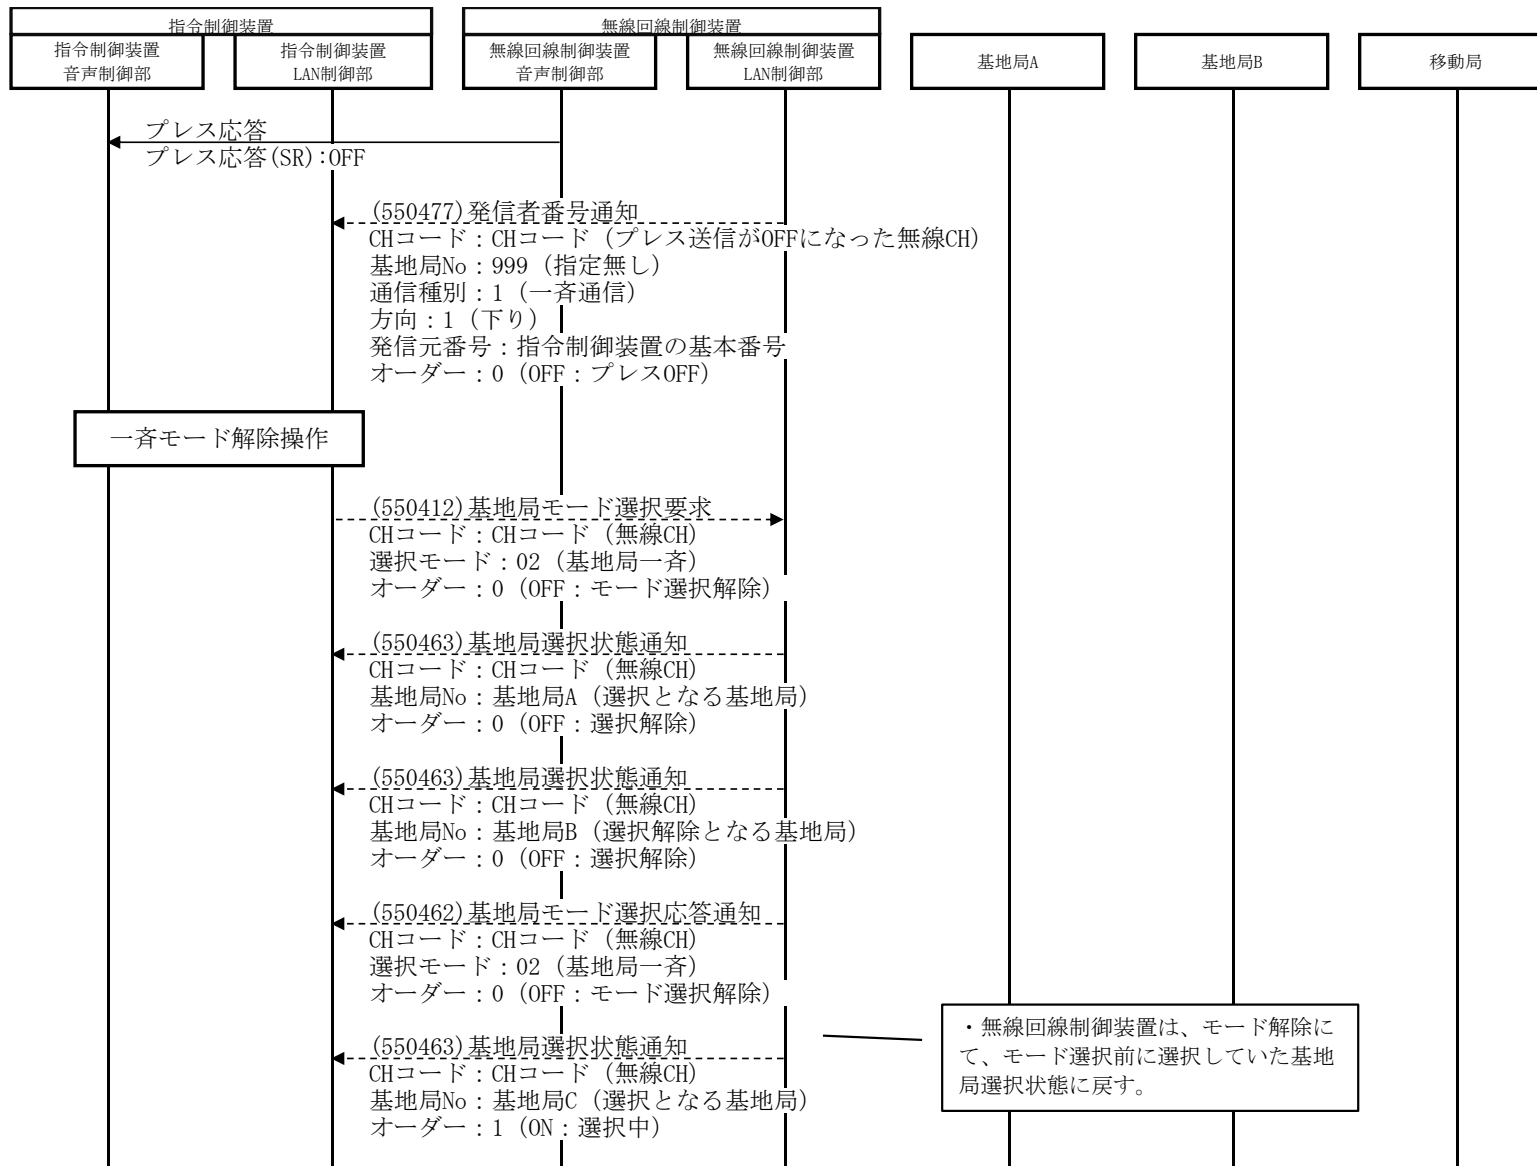 指令制御装置
無線回線制御装置
指令制御装置
音声制御部
指令制御装置
LAN制御部
無線回線制御装置
音声制御部
無線回線制御装置
LAN制御部
基地局A
基地局B
移動局
プレス応答
プレス応答(SR):OFF
(550477)発信者番号通知
CHコード：CHコード（プレス送信がOFFになった無線CH）
基地局No：999（指定無し）
通信種別：1（一斉通信）
方向：1（下り）
発信元番号：指令制御装置の基本番号
オーダー：0（OFF：プレスOFF）
一斉モード解除操作
(550412)基地局モード選択要求
CHコード：CHコード（無線CH）
選択モード：02（基地局一斉）
オーダー：0（OFF：モード選択解除）
(550463)基地局選択状態通知
CHコード：CHコード（無線CH）
基地局No：基地局A（選択となる基地局）
オーダー：0（OFF：選択解除）
(550463)基地局選択状態通知
CHコード：CHコード（無線CH）
基地局No：基地局B（選択解除となる基地局）
オーダー：0（OFF：選択解除）
(550462)基地局モード選択応答通知
CHコード：CHコード（無線CH）
選択モード：02（基地局一斉）
オーダー：0（OFF：モード選択解除）
・無線回線制御装置は、モード解除に
て、モード選択前に選択していた基地
局選択状態に戻す。
(550463)基地局選択状態通知
CHコード：CHコード（無線CH）
基地局No：基地局C（選択となる基地局）
オーダー：1（ON：選択中）